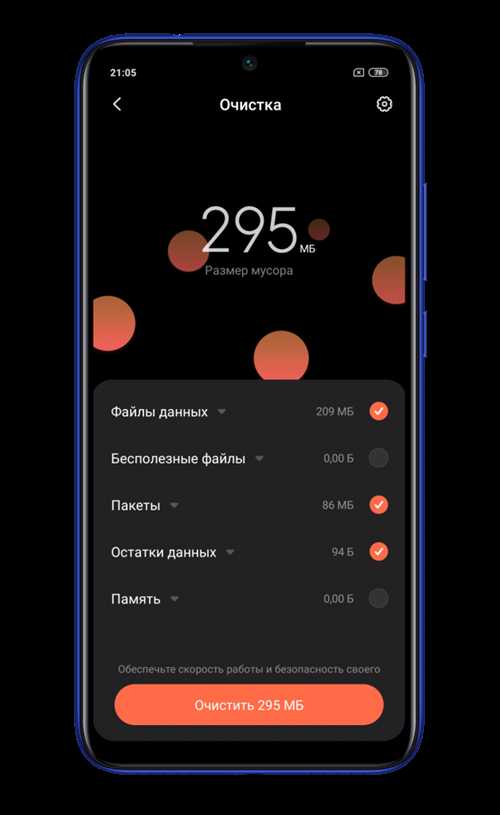 21:05
78
Очистка
295 МБ
Размер мусора
Файлы данных 209 МБ
Бесполезные файлы 0,00 Б
Пакеты 86 МБ
Остатки данных 94 Б
Память 0,00 Б
Обеспечьте скорость работы и безопасность своего
Очистить 295 МБ